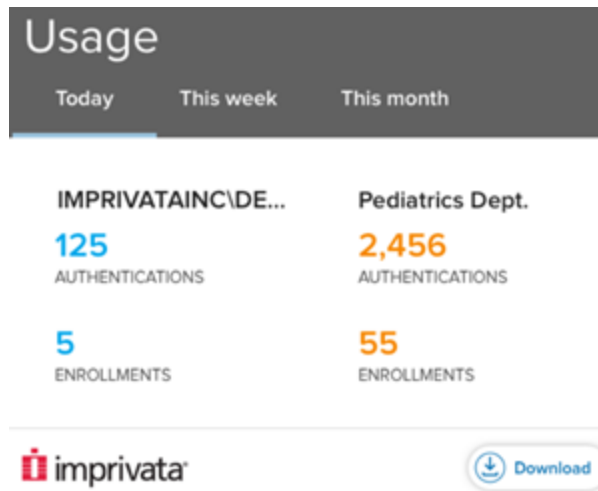 Usage
Today This week This month
IMPRIVATAINC\DE... Pediatrics Dept.
125 2,456
AUTHENTICATIONS AUTHENTICATIONS
5 55
ENROLLMENTS ENROLLMENTS
imprivata Download